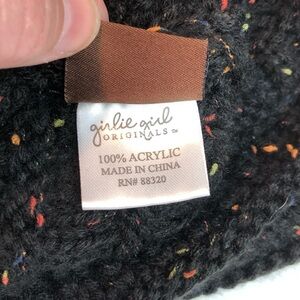 girlie girl
ORIGINALS
100% ACRYLIC
MADE IN CHINA
RN# 88320